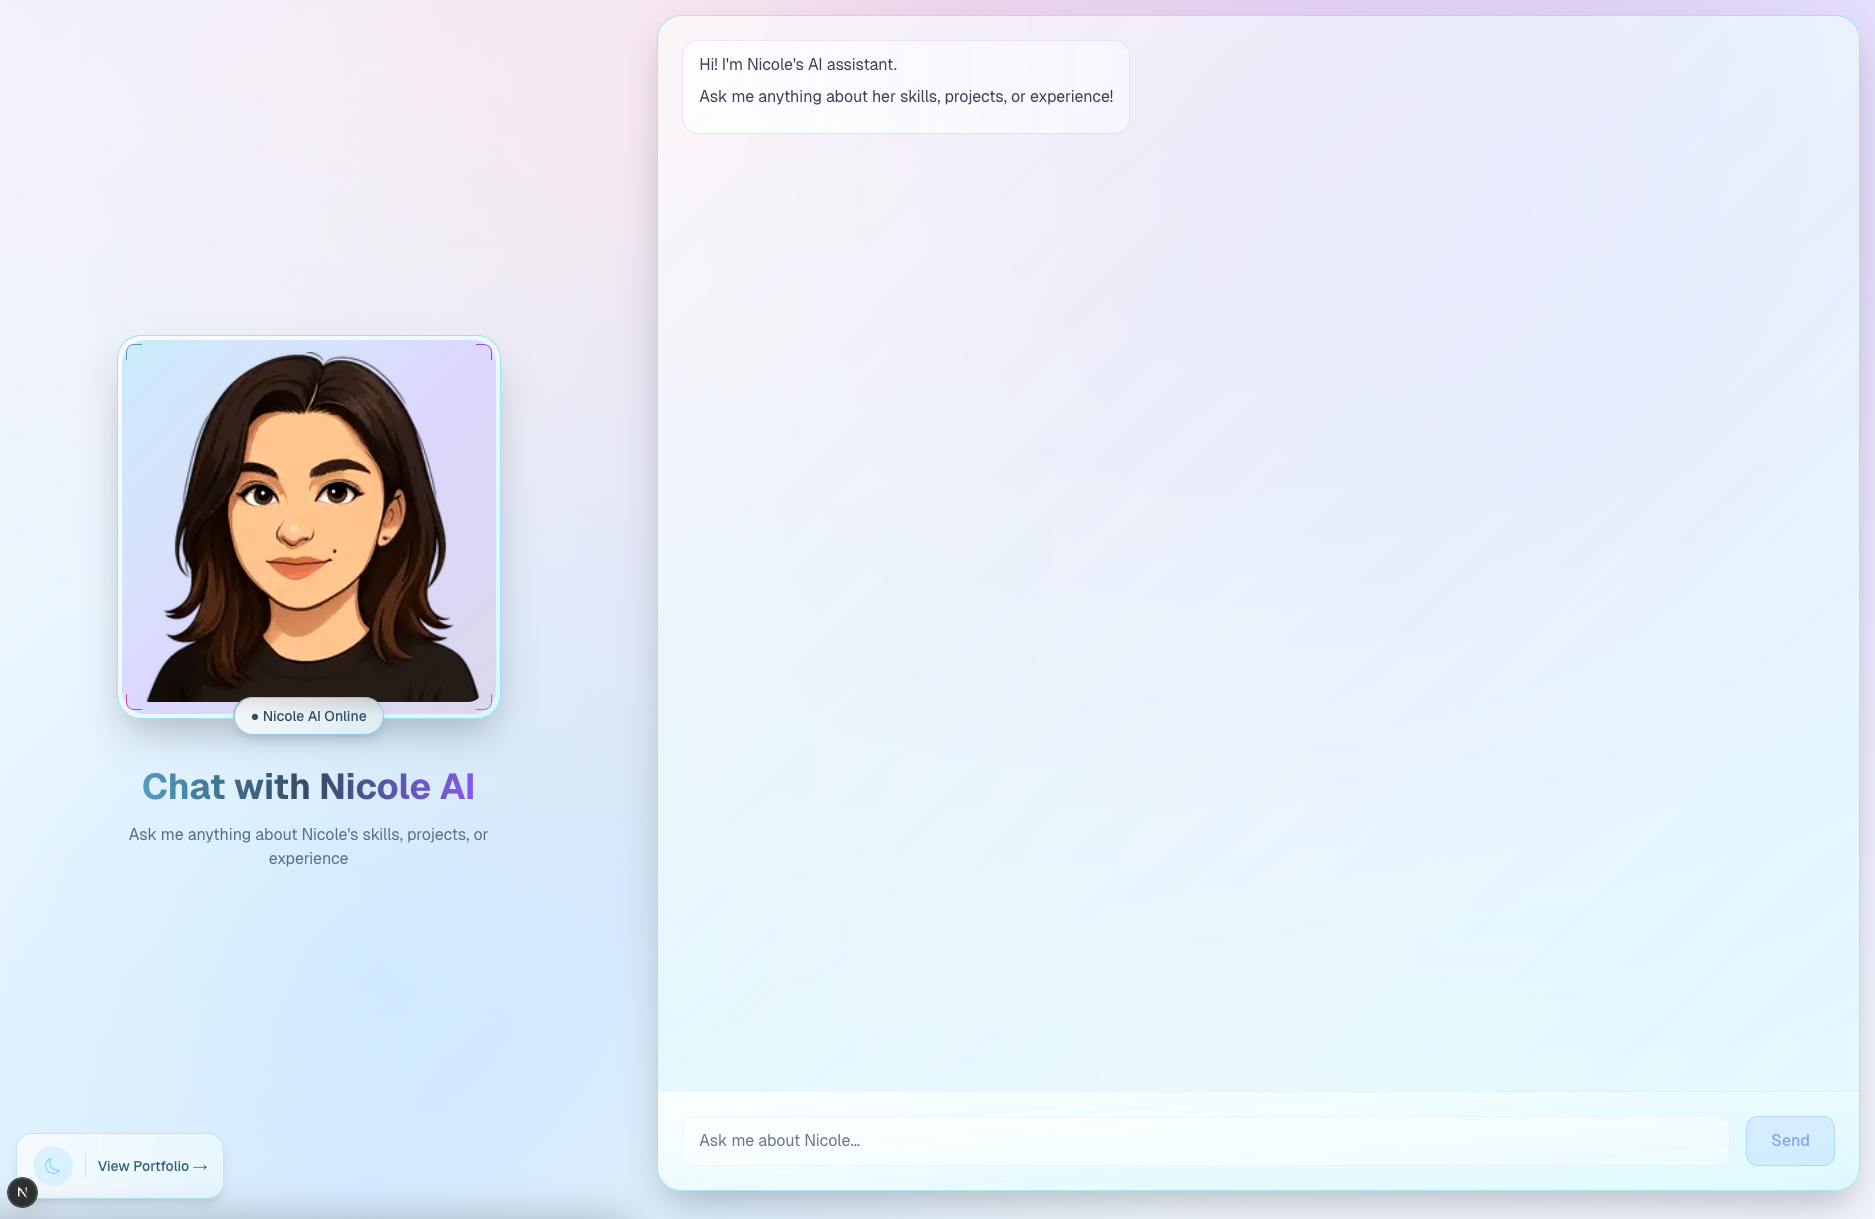 Hi! I'm Nicole's AI assistant.
Ask me anything about her skills, projects, or experience!
● Nicole AI Online
Chat with Nicole AI
Ask me anything about Nicole's skills, projects, or
experience
View Portfolio →
N
Ask me about Nicole...
Send